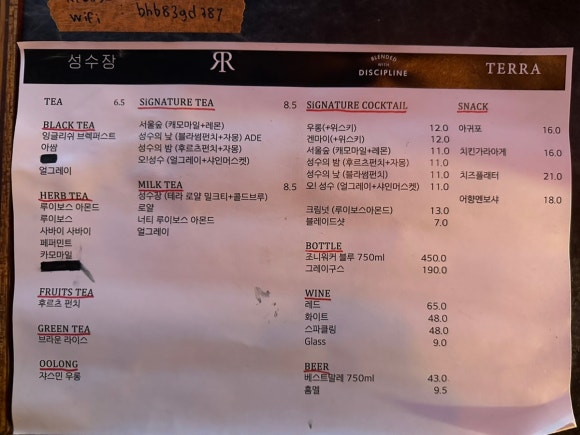 wifi : bhb83gd787
성수장
RR
BLENDED
WITH
DISCIPLINE
TERRA
TEA 6.5
BLACK TEA
잉글리쉬 브렉퍼스트
아쌈
얼그레이
HERB TEA
루이보스 아몬드
루이보스
사바이 사바이
페퍼민트
카모마일
FRUITS TEA
후르츠 펀치
GREEN TEA
브라운 라이스
OOLONG
쟈스민 우롱
SiGNATURE TEA 8.5
서울숲 (캐모마일+레몬)
성수의 낮 (블라썸펀치+자몽) ADE
성수의 밤 (후르츠펀치+자몽)
오!성수 (얼그레이+샤인머스켓)
MILK TEA 8.5
성수장 (테라 로얄 밀크티+콜드브루)
로얄
너티 루이보스 아몬드
얼그레이
SiGNATURE COCKTAIL
우롱(+위스키) 12.0
겐마이(+위스키) 12.0
서울숲 (캐모마일+레몬) 11.0
성수의 밤 (후르츠펀치+자몽) 11.0
성수의 낮 (블라썸펀치) 11.0
오! 성수 (얼그레이+샤인머스켓) 11.0
크림넛 (루이보스아몬드) 13.0
블레이드샷 7.0
BOTTLE
조니워커 블루 750ml 450.0
그레이구스 190.0
WINE
레드 65.0
화이트 48.0
스파클링 48.0
Glass 9.0
BEER
베스트말레 750ml 43.0
홉멜 9.5
SNACK
아귀포 16.0
치킨가라아게 16.0
치즈플래터 21.0
어향멘보샤 18.0